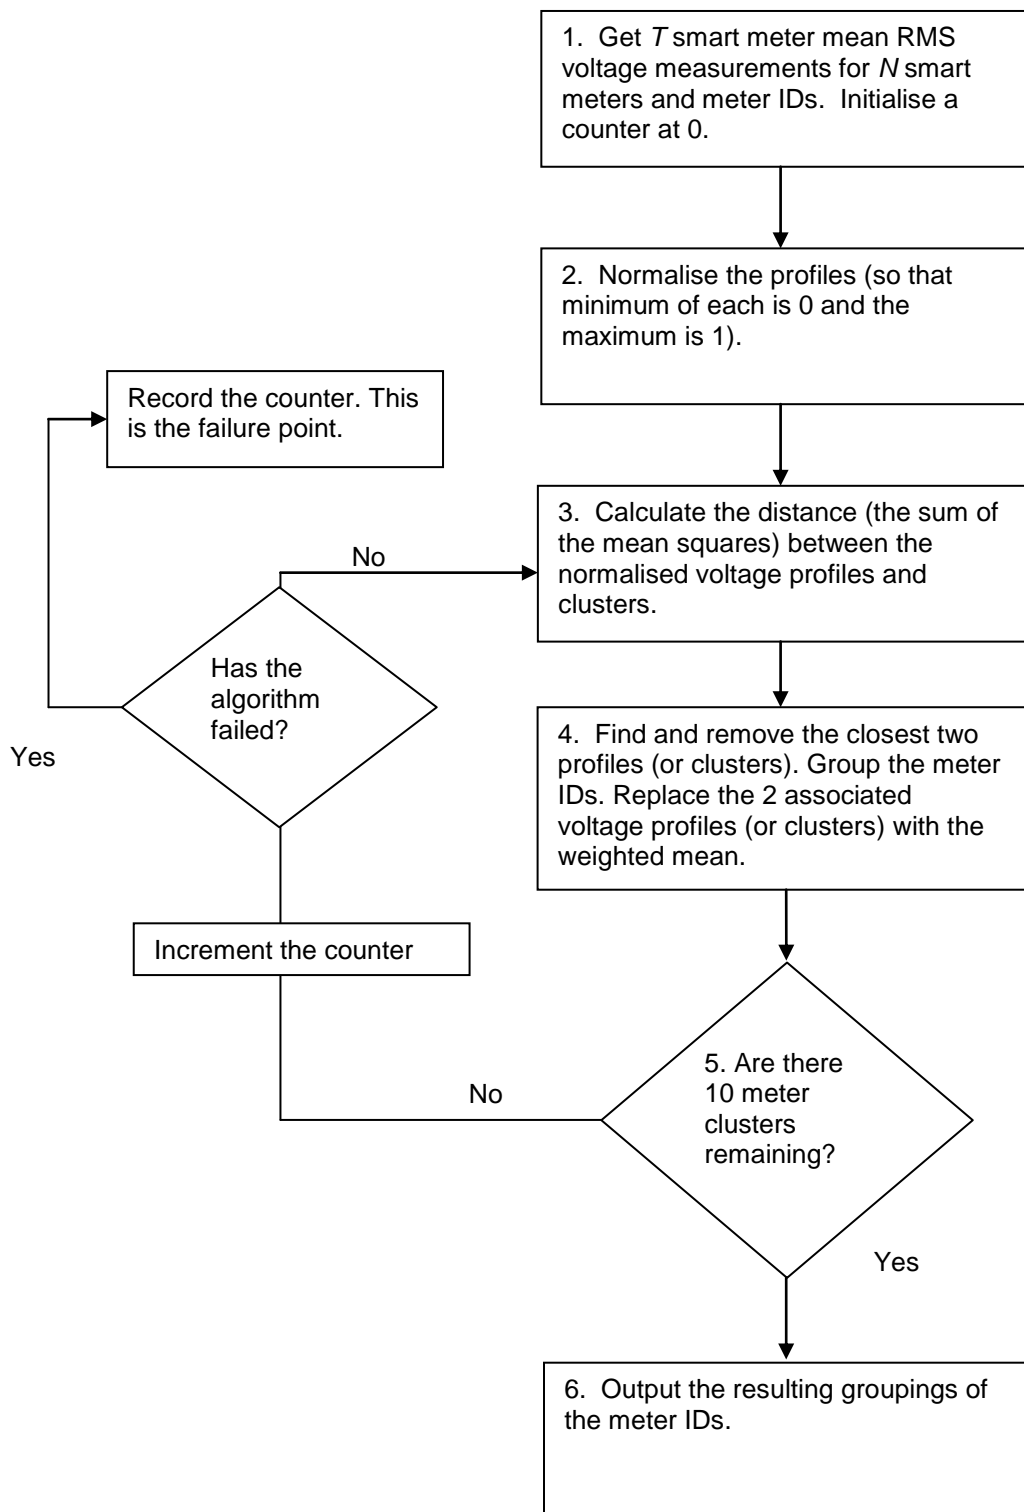 1. Get T smart meter mean RMS
voltage measurements for N smart
meters and meter IDs. Initialise a
counter at 0.
2. Normalise the profiles (so that
minimum of each is 0 and the
maximum is 1).
Record the counter. This
is the failure point.
3. Calculate the distance (the sum of
the mean squares) between the
normalised voltage profiles and
clusters.
No
Has the
algorithm
failed?
Yes
4. Find and remove the closest two
profiles (or clusters). Group the meter
IDs. Replace the 2 associated
voltage profiles (or clusters) with the
weighted mean.
Increment the counter
5. Are there
10 meter
clusters
remaining?
No
Yes
6. Output the resulting groupings of
the meter IDs.